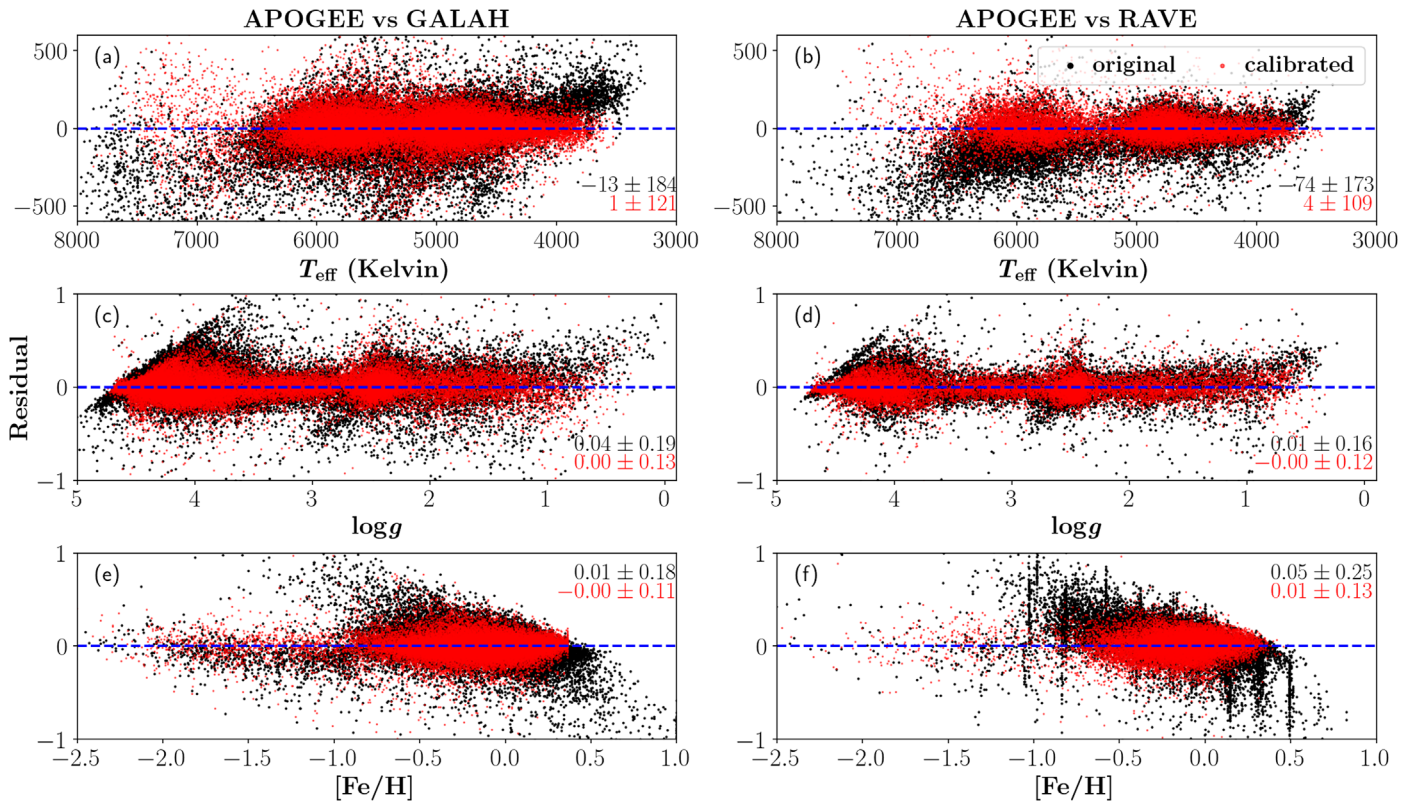 APOGEE vs GALAH
500
0
−500
(a)
−13 ± 184
1 ± 121
8000 7000 6000 5000 4000 3000
T_eff (Kelvin)
APOGEE vs RAVE
500
0
−500
(b)
original calibrated
−74 ± 173
4 ± 109
8000 7000 6000 5000 4000 3000
T_eff (Kelvin)
Residual
1
0
−1
(c)
0.04 ± 0.19
0.00 ± 0.13
5 4 3 2 1 0
log g
1
0
−1
(d)
0.01 ± 0.16
−0.00 ± 0.12
5 4 3 2 1 0
log g
1
0
−1
(e)
0.01 ± 0.18
−0.00 ± 0.11
−2.5 −2.0 −1.5 −1.0 −0.5 0.0 0.5 1.0
[Fe/H]
1
0
−1
(f)
0.05 ± 0.25
0.01 ± 0.13
−2.5 −2.0 −1.5 −1.0 −0.5 0.0 0.5 1.0
[Fe/H]